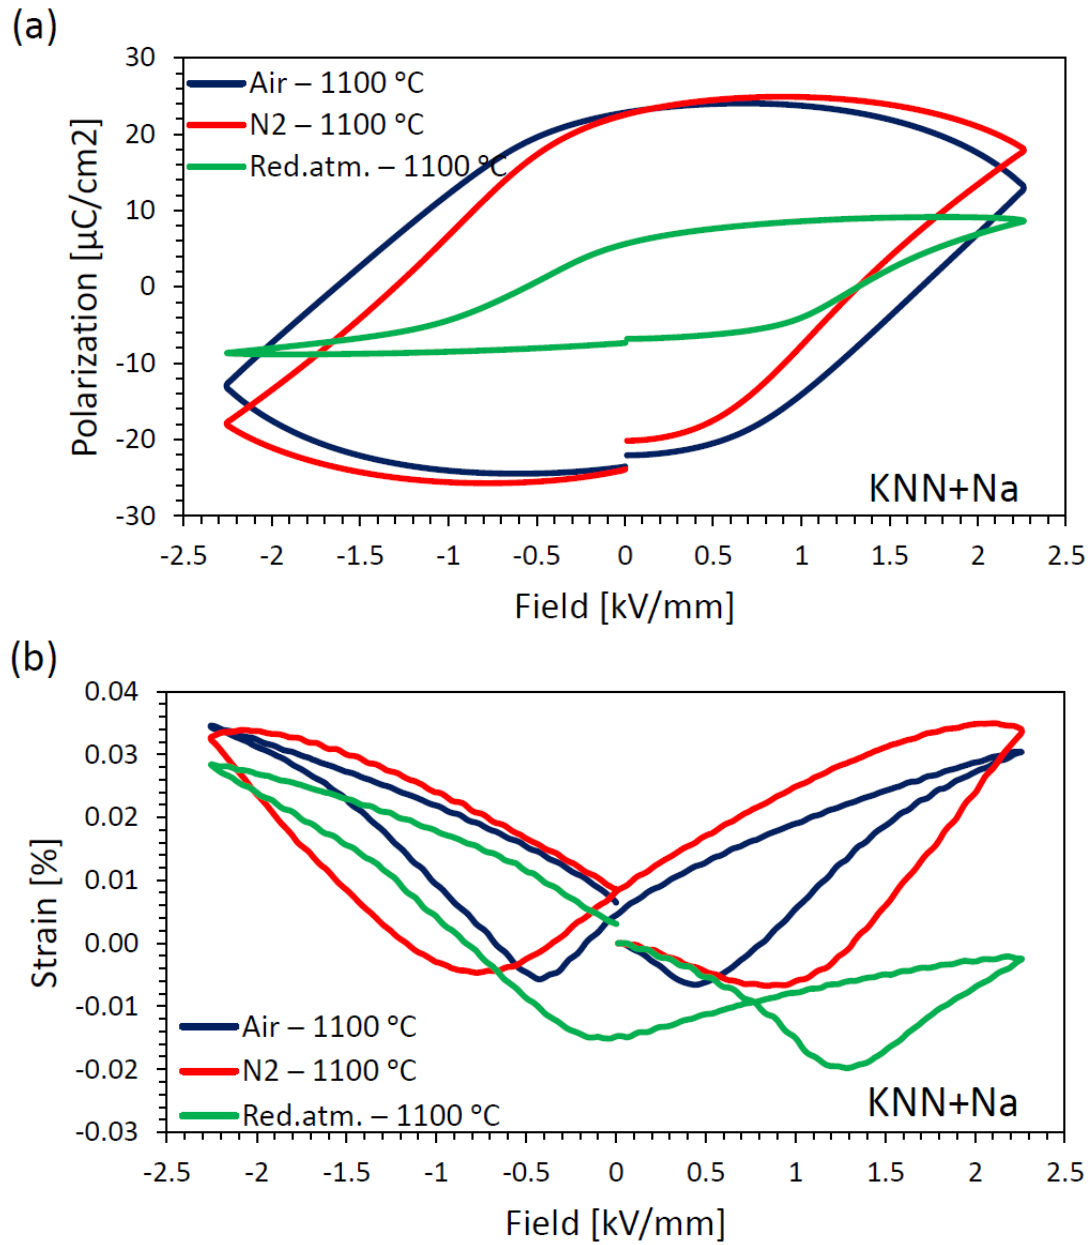 (a)
30
20
10
0
-10
-20
-30
Polarization [µC/cm2]
Air – 1100 °C
N2 – 1100 °C
Red.atm. – 1100 °C
KNN+Na
-2.5 -2 -1.5 -1 -0.5 0 0.5 1 1.5 2 2.5
Field [kV/mm]
(b)
0.04
0.03
0.02
0.01
0.00
-0.01
-0.02
-0.03
Strain [%]
Air – 1100 °C
N2 – 1100 °C
Red.atm. – 1100 °C
KNN+Na
-2.5 -2 -1.5 -1 -0.5 0 0.5 1 1.5 2 2.5
Field [kV/mm]